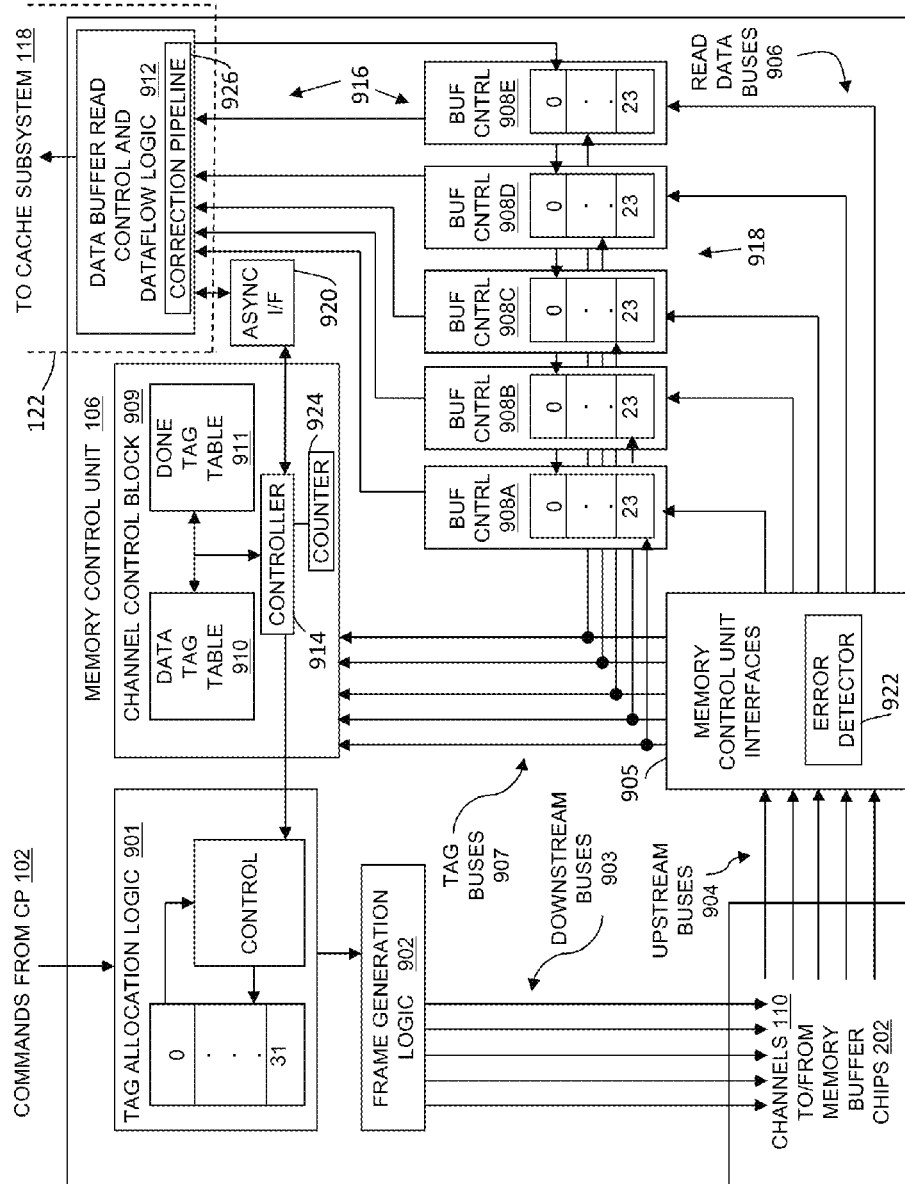 COMMANDS FROM CP 102
TO CACHE SUBSYSTEM 118
122
MEMORY CONTROL UNIT 106
TAG ALLOCATION LOGIC 901
0
.
.
.
31
CONTROL
CHANNEL CONTROL BLOCK 909
DATA
TAG
TABLE
910
DONE
TAG
TABLE
911
CONTROLLER
914
COUNTER
924
DATA BUFFER READ
CONTROL AND
DATAFLOW LOGIC 912
CORRECTION PIPELINE
926
ASYNC
I/F
920
916
FRAME GENERATION
LOGIC 902
TAG
BUSES
907
DOWNSTREAM
BUSES
903
BUF
CNTRL
908A
0
.
.
23
BUF
CNTRL
908B
0
.
.
23
BUF
CNTRL
908C
0
.
.
23
BUF
CNTRL
908D
0
.
.
23
BUF
CNTRL
908E
0
.
.
23
918
READ
DATA
BUSES
906
CHANNELS 110
TO/FROM
MEMORY
BUFFER
CHIPS 202
UPSTREAM
BUSES
904
905
MEMORY
CONTROL UNIT
INTERFACES
ERROR
DETECTOR
922